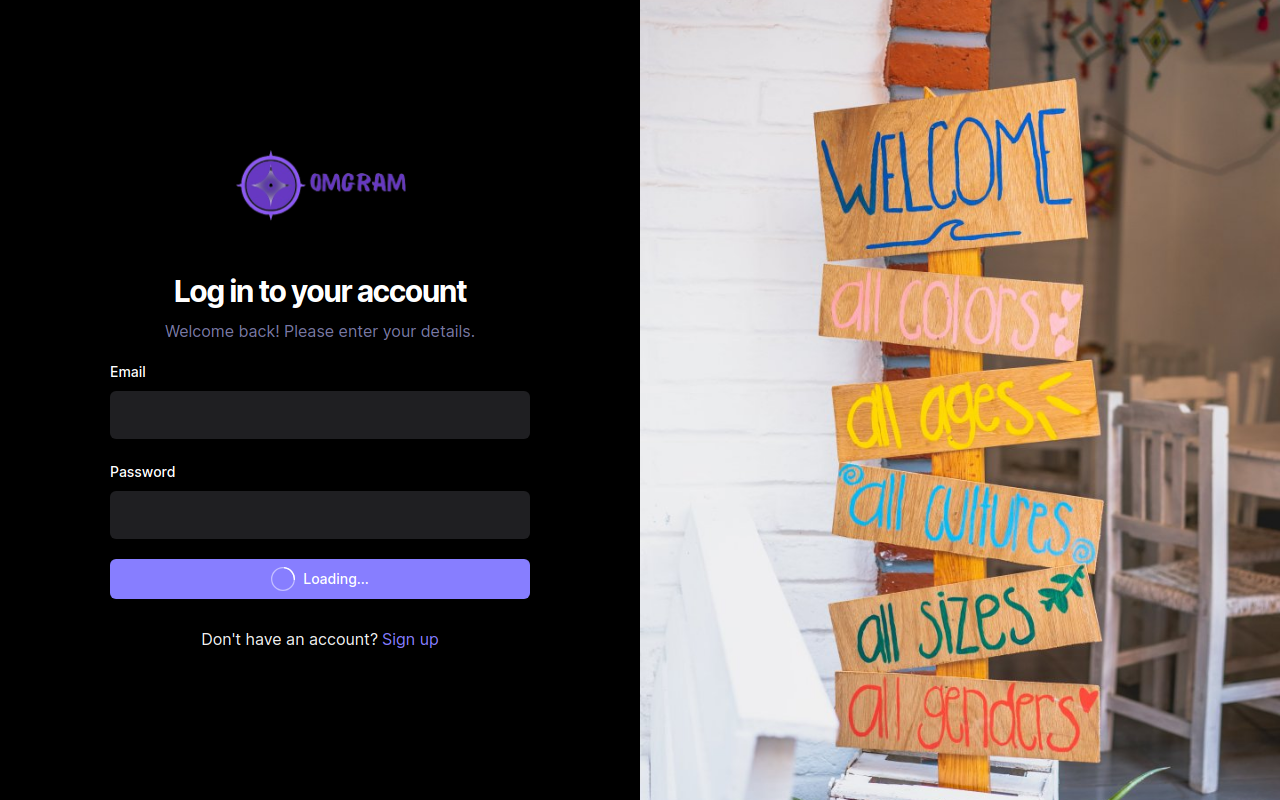 OMGRAM
Log in to your account
Welcome back! Please enter your details.
Email
Password
Loading...
Don't have an account? Sign up
WELCOME
all colors
all ages
all cultures
all sizes
all genders